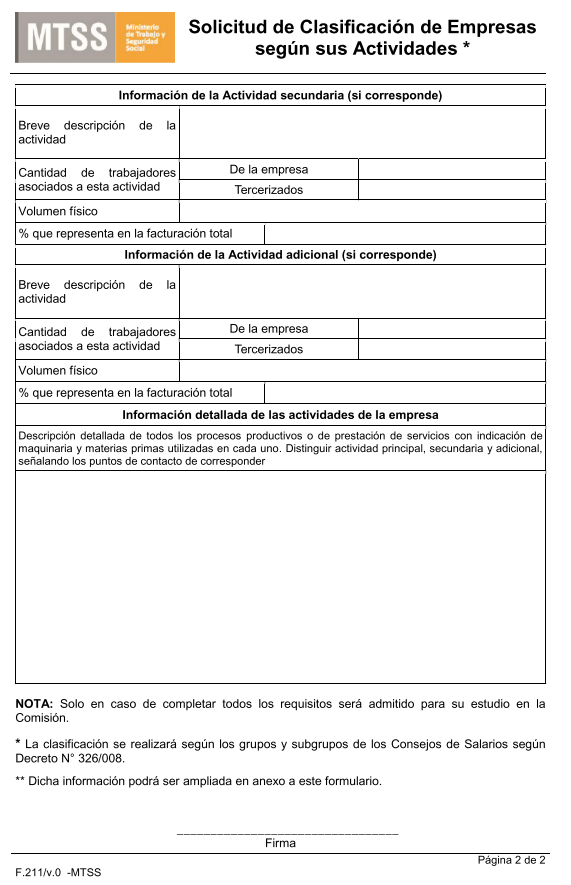 MTSS
Ministerio
de Trabajo y
Seguridad
Social
Solicitud de Clasificación de Empresas
según sus Actividades *
Información de la Actividad secundaria (si corresponde)
Breve descripción de la
actividad
Cantidad de trabajadores
asociados a esta actividad
De la empresa
Tercerizados
Volumen físico
% que representa en la facturación total
Información de la Actividad adicional (si corresponde)
Breve descripción de la
actividad
Cantidad de trabajadores
asociados a esta actividad
De la empresa
Tercerizados
Volumen físico
% que representa en la facturación total
Información detallada de las actividades de la empresa
Descripción detallada de todos los procesos productivos o de prestación de servicios con indicación de
maquinaria y materias primas utilizadas en cada uno. Distinguir actividad principal, secundaria y adicional,
señalando los puntos de contacto de corresponder
NOTA: Solo en caso de completar todos los requisitos será admitido para su estudio en la
Comisión.
* La clasificación se realizará según los grupos y subgrupos de los Consejos de Salarios según
Decreto N° 326/008.
** Dicha información podrá ser ampliada en anexo a este formulario.
__________________________________
Firma
Página 2 de 2
F.211/v.0 -MTSS